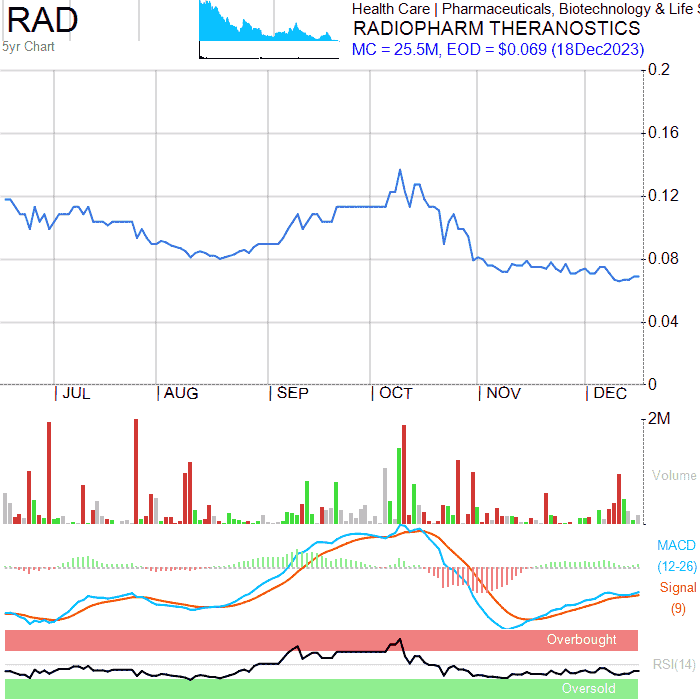 RAD
5yr Chart
Health Care | Pharmaceuticals, Biotechnology & Life S
RADIOPHARM THERANOSTICS
MC = 25.5M, EOD = $0.069 (18Dec2023)
0.2
0.16
0.12
0.08
0.04
0
| JUL | AUG | SEP | OCT | NOV | DEC
2M
Volume
MACD
(12-26)
Signal
(9)
Overbought
RSI(14)
Oversold